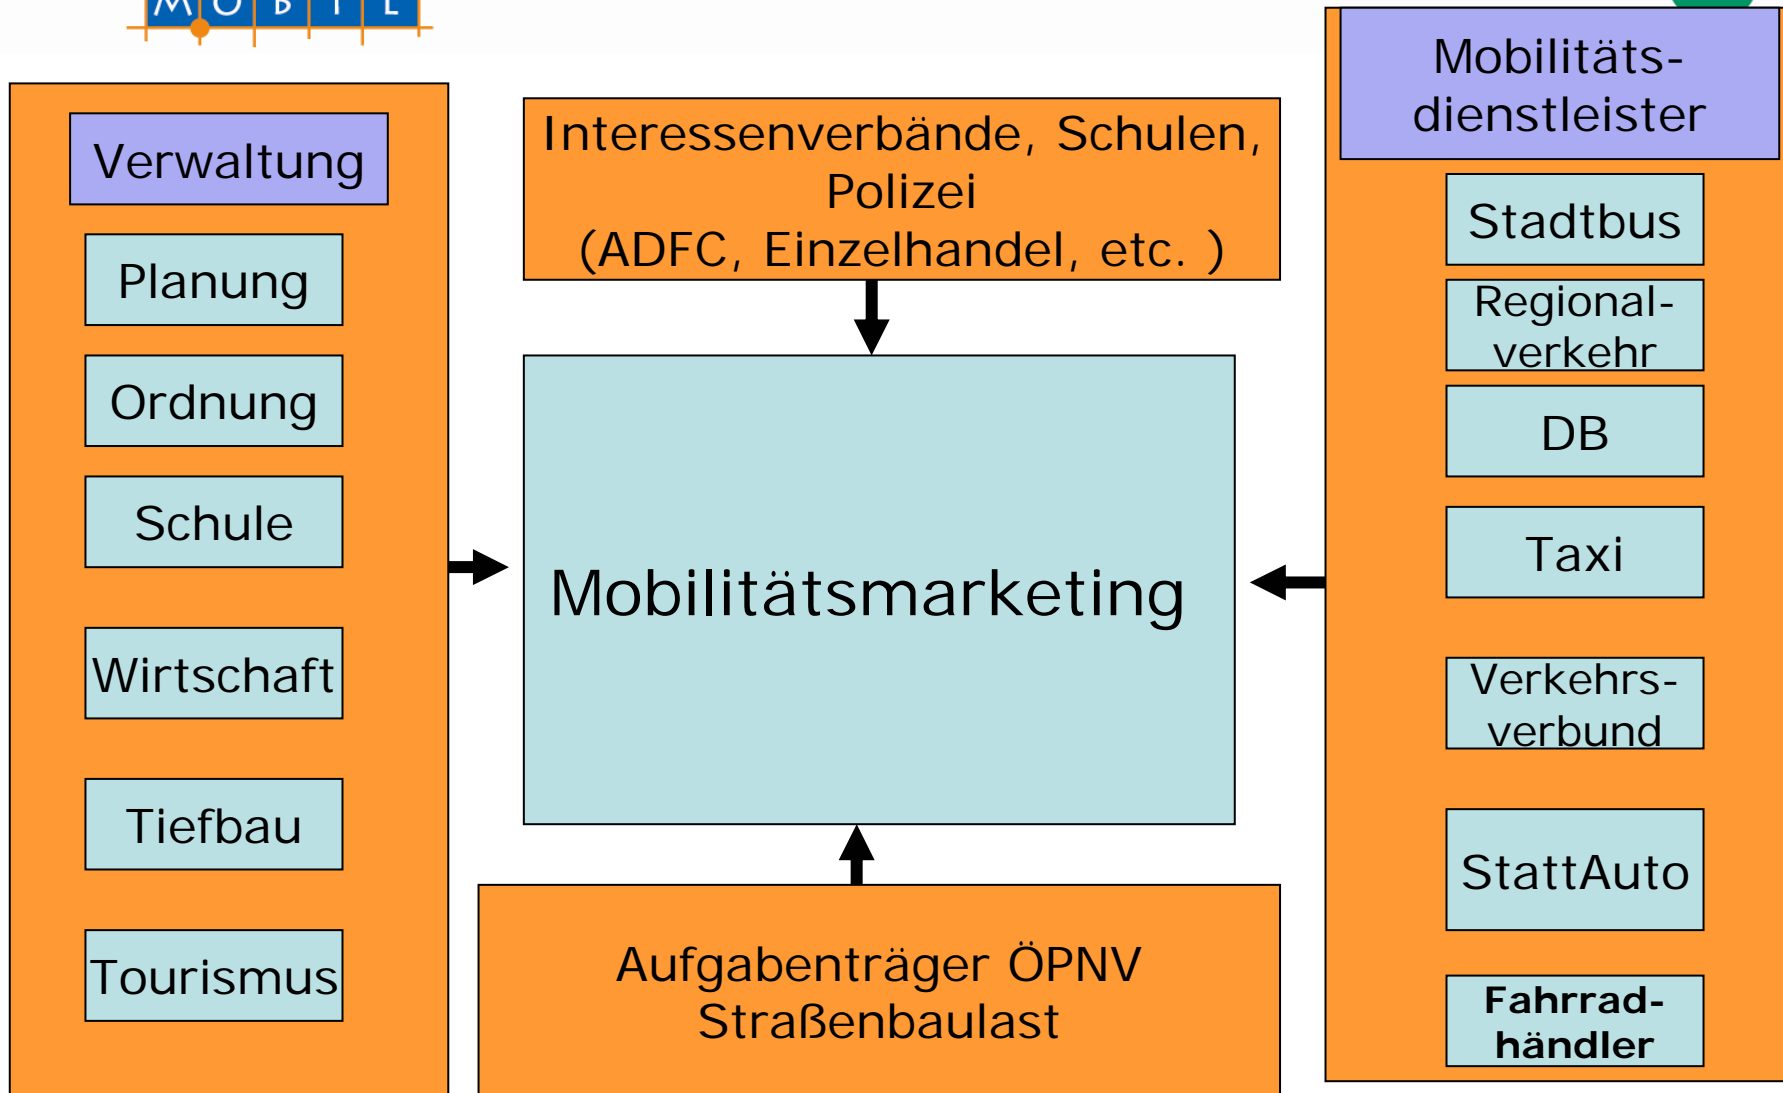 MOBIL
Verwaltung
Planung
Ordnung
Schule
Wirtschaft
Tiefbau
Tourismus
Interessenverbände, Schulen,
Polizei
(ADFC, Einzelhandel, etc. )
Mobilitätsmarketing
Aufgabenträger ÖPNV
Straßenbaulast
Mobilitäts-
dienstleister
Stadtbus
Regional-
verkehr
DB
Taxi
Verkehrs-
verbund
StattAuto
Fahrrad-
händler